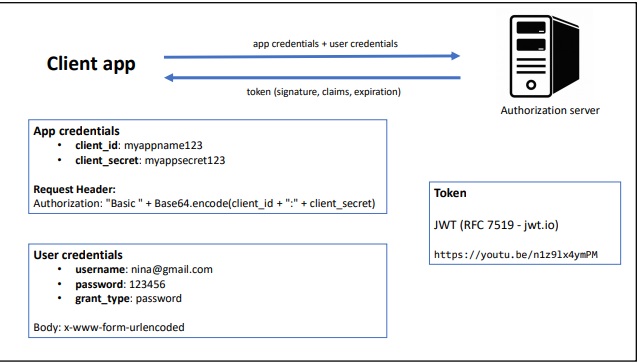 app credentials + user credentials
Client app
token (signature, claims, expiration)
Authorization server
App credentials
• client_id: myappname123
• client_secret: myappsecret123
Request Header:
Authorization: "Basic " + Base64.encode(client_id + ":" + client_secret)
Token
JWT (RFC 7519 - jwt.io)
https://youtu.be/n1z9lx4ymPM
User credentials
• username: nina@gmail.com
• password: 123456
• grant_type: password
Body: x-www-form-urlencoded